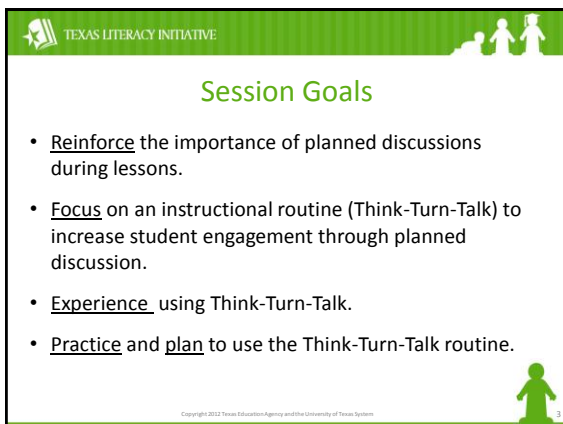 TEXAS LITERACY INITIATIVE
Session Goals
• Reinforce the importance of planned discussions
during lessons.
• Focus on an instructional routine (Think-Turn-Talk) to
increase student engagement through planned
discussion.
• Experience using Think-Turn-Talk.
• Practice and plan to use the Think-Turn-Talk routine.
Copyright 2012 Texas Education Agency and the University of Texas System
3